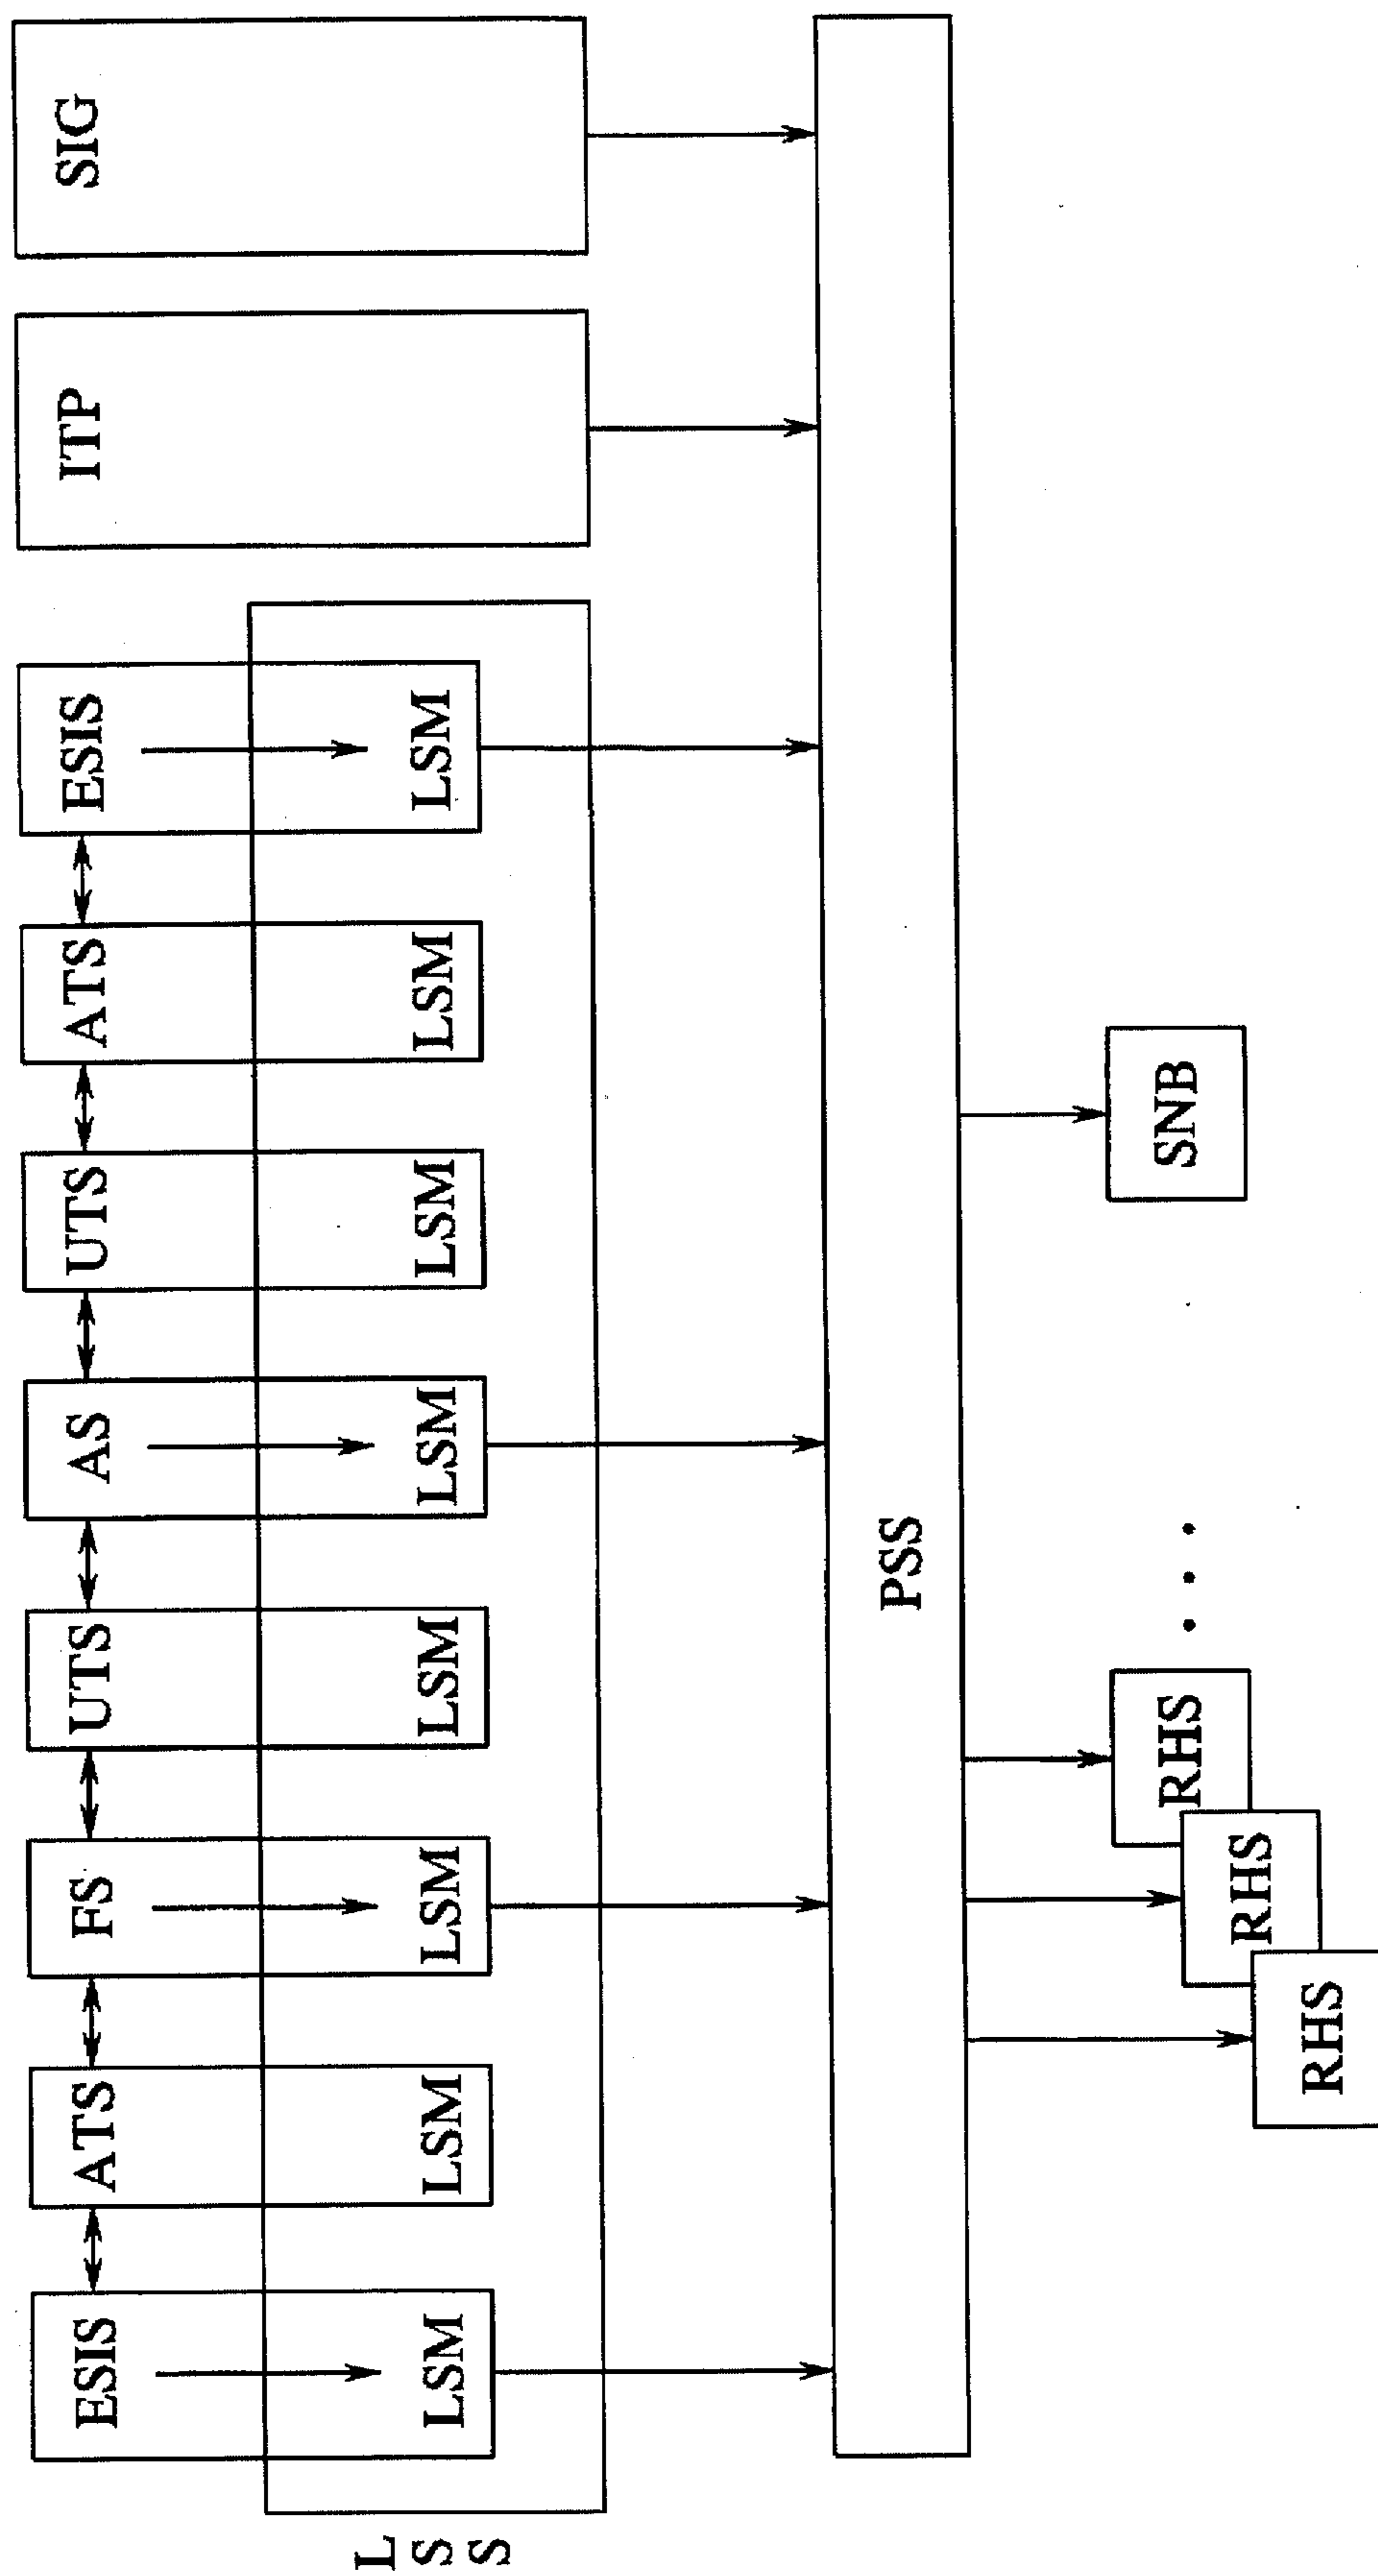 ESIS
ATS
FS
UTS
AS
UTS
ATS
ESIS
ITP
SIG
L
S
S
LSM
LSM
LSM
LSM
LSM
LSM
LSM
LSM
PSS
RHS
RHS
RHS
. . .
SNB